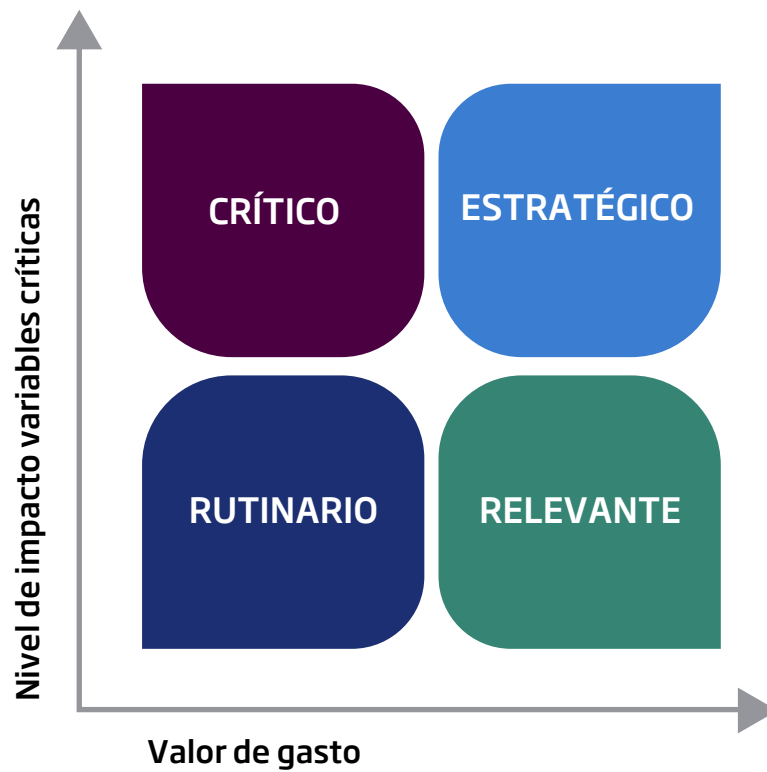 Nivel de impacto variables críticas
CRÍTICO
ESTRATÉGICO
RUTINARIO
RELEVANTE
Valor de gasto